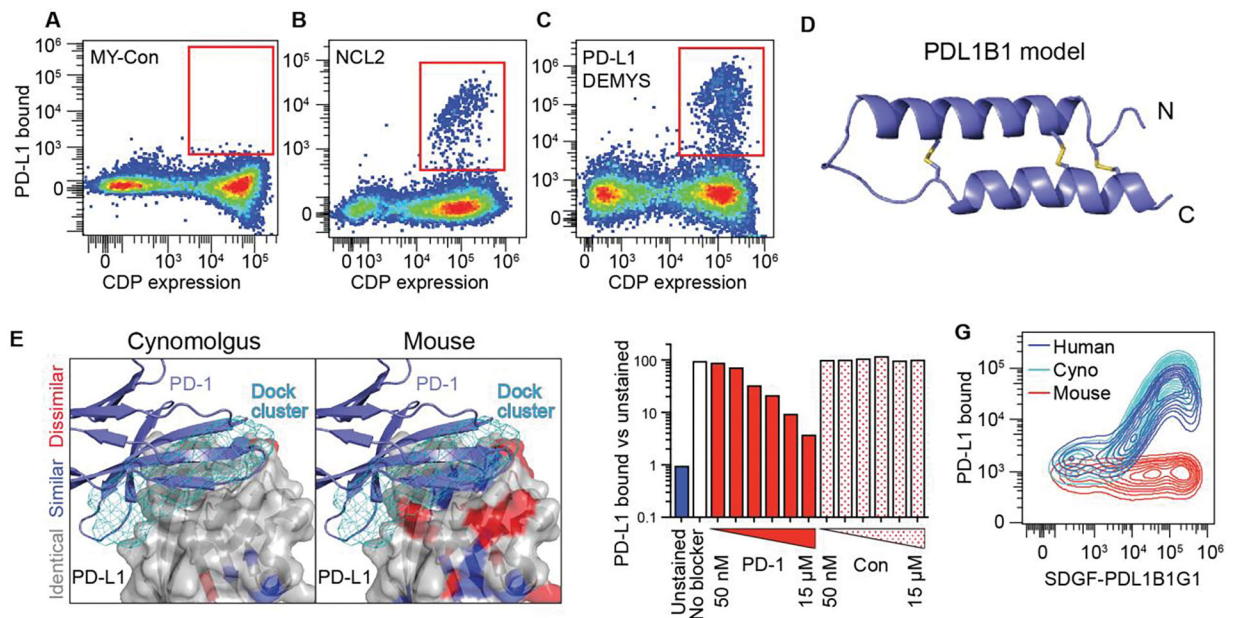 A
MY-Con
PD-L1 bound
10⁶
10⁵
10⁴
10³
0
0
10³
10⁴
10⁵
CDP expression
B
NCL2
10⁵
10⁴
10³
0
0
10³
10⁴
10⁵
10⁶
CDP expression
C
PD-L1
DEMYS
10⁶
10⁵
10⁴
10³
0
0
10³
10⁴
10⁵
10⁶
CDP expression
D
PDL1B1 model
N
C
E
Cynomolgus
Mouse
Identical Similar Dissimilar
PD-1
Dock
cluster
PD-L1
PD-1
Dock
cluster
PD-L1
PD-L1 bound vs unstained
100
10
1
0.1
Unstained
No blocker
50 nM
PD-1
15 µM
50 nM
Con
15 µM
G
Human
Cyno
Mouse
PD-L1 bound
10⁵
10⁴
10³
0
0
10³
10⁴
10⁵
10⁶
SDGF-PDL1B1G1